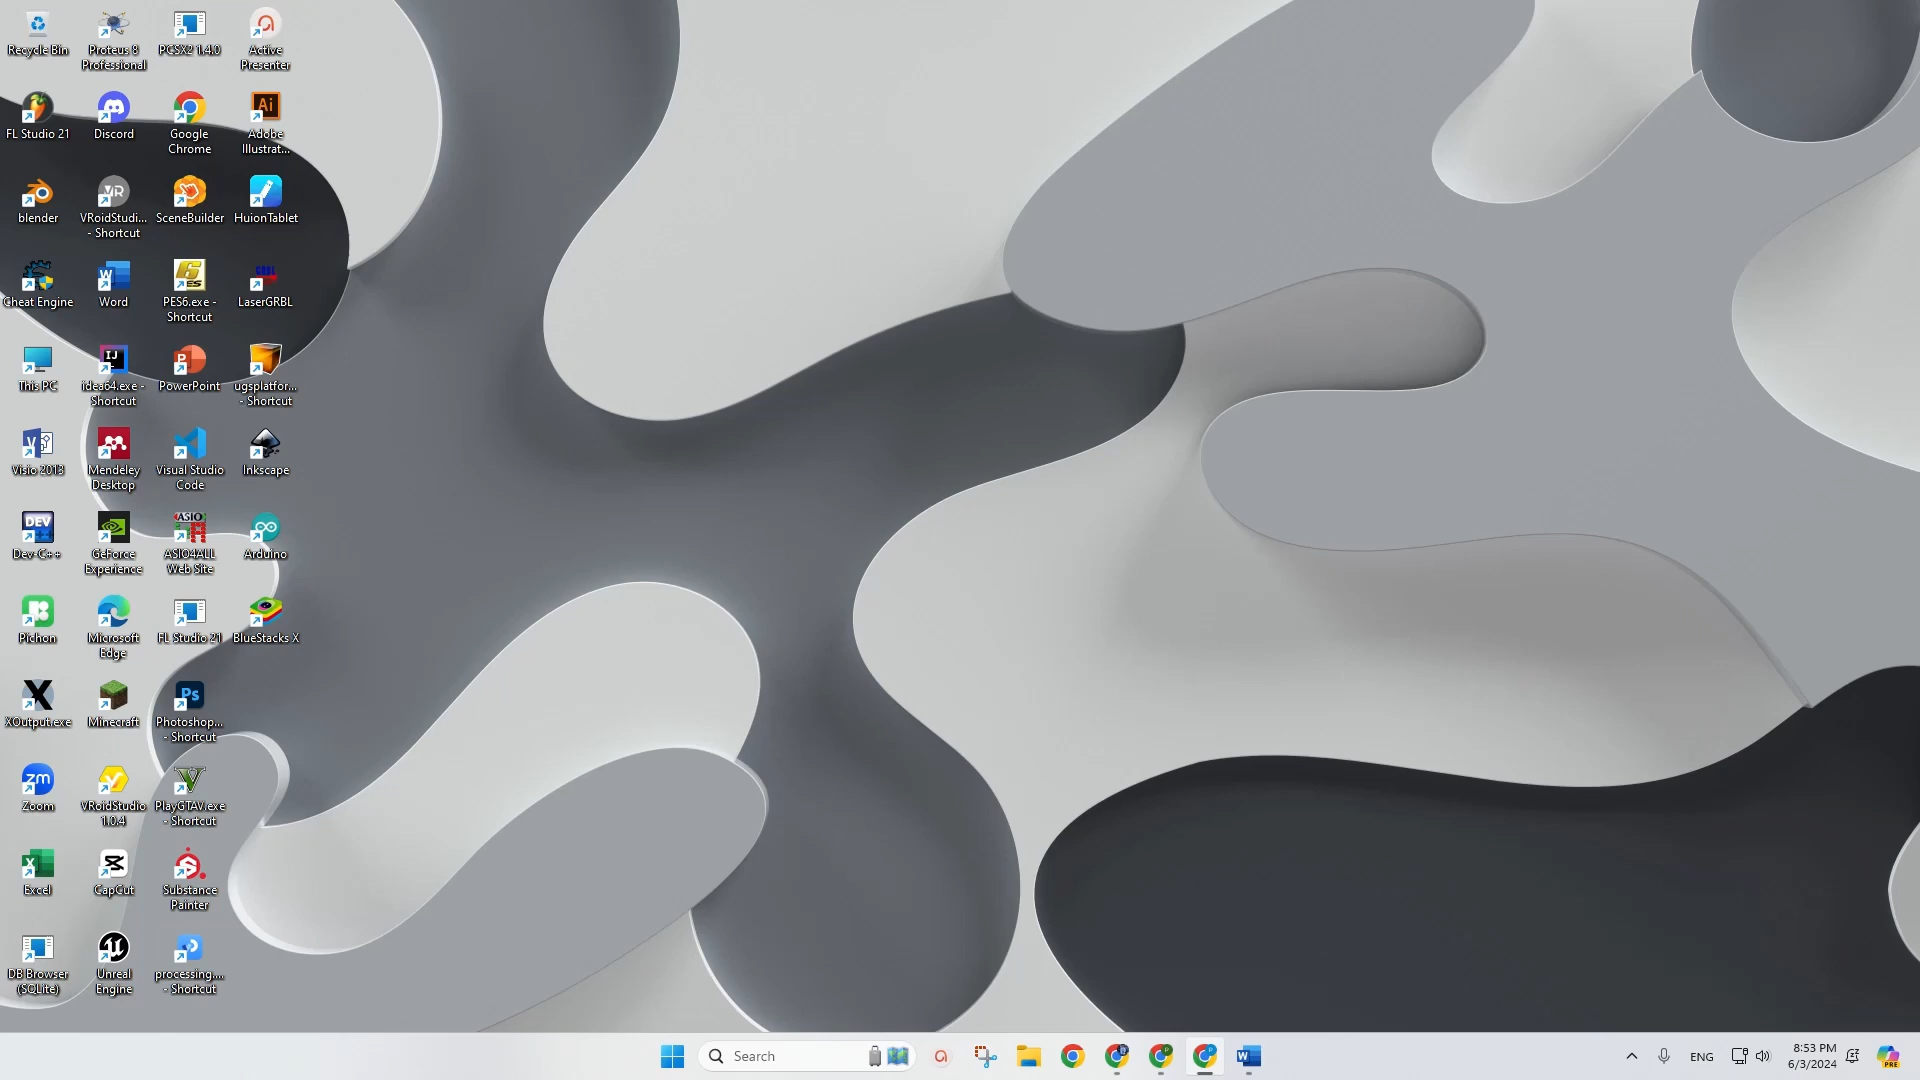 Recycle Bin
Proteus 8
Professional
PCSX2 1.4.0
Active
Presenter
FL Studio 21
Discord
Google
Chrome
Adobe
Illustrat...
blender
VRoidStudi...
- Shortcut
SceneBuilder
HuionTablet
Cheat Engine
Word
PES6.exe -
Shortcut
LaserGRBL
This PC
idea64.exe -
Shortcut
PowerPoint
ugsplatfor...
- Shortcut
Visio 2013
Mendeley
Desktop
Visual Studio
Code
Inkscape
Dev-C++
GeForce
Experience
ASIO4ALL
Web Site
Arduino
Pichon
Microsoft
Edge
FL Studio 21
BlueStacks X
XOutput.exe
Minecraft
Photoshop...
- Shortcut
Zoom
VRoidStudio
1.0.4
PlayGTAV.exe
- Shortcut
Excel
CapCut
Substance
Painter
DB Browser
(SQLite)
Unreal
Engine
processing....
- Shortcut
Search
ENG
8:53 PM
6/3/2024